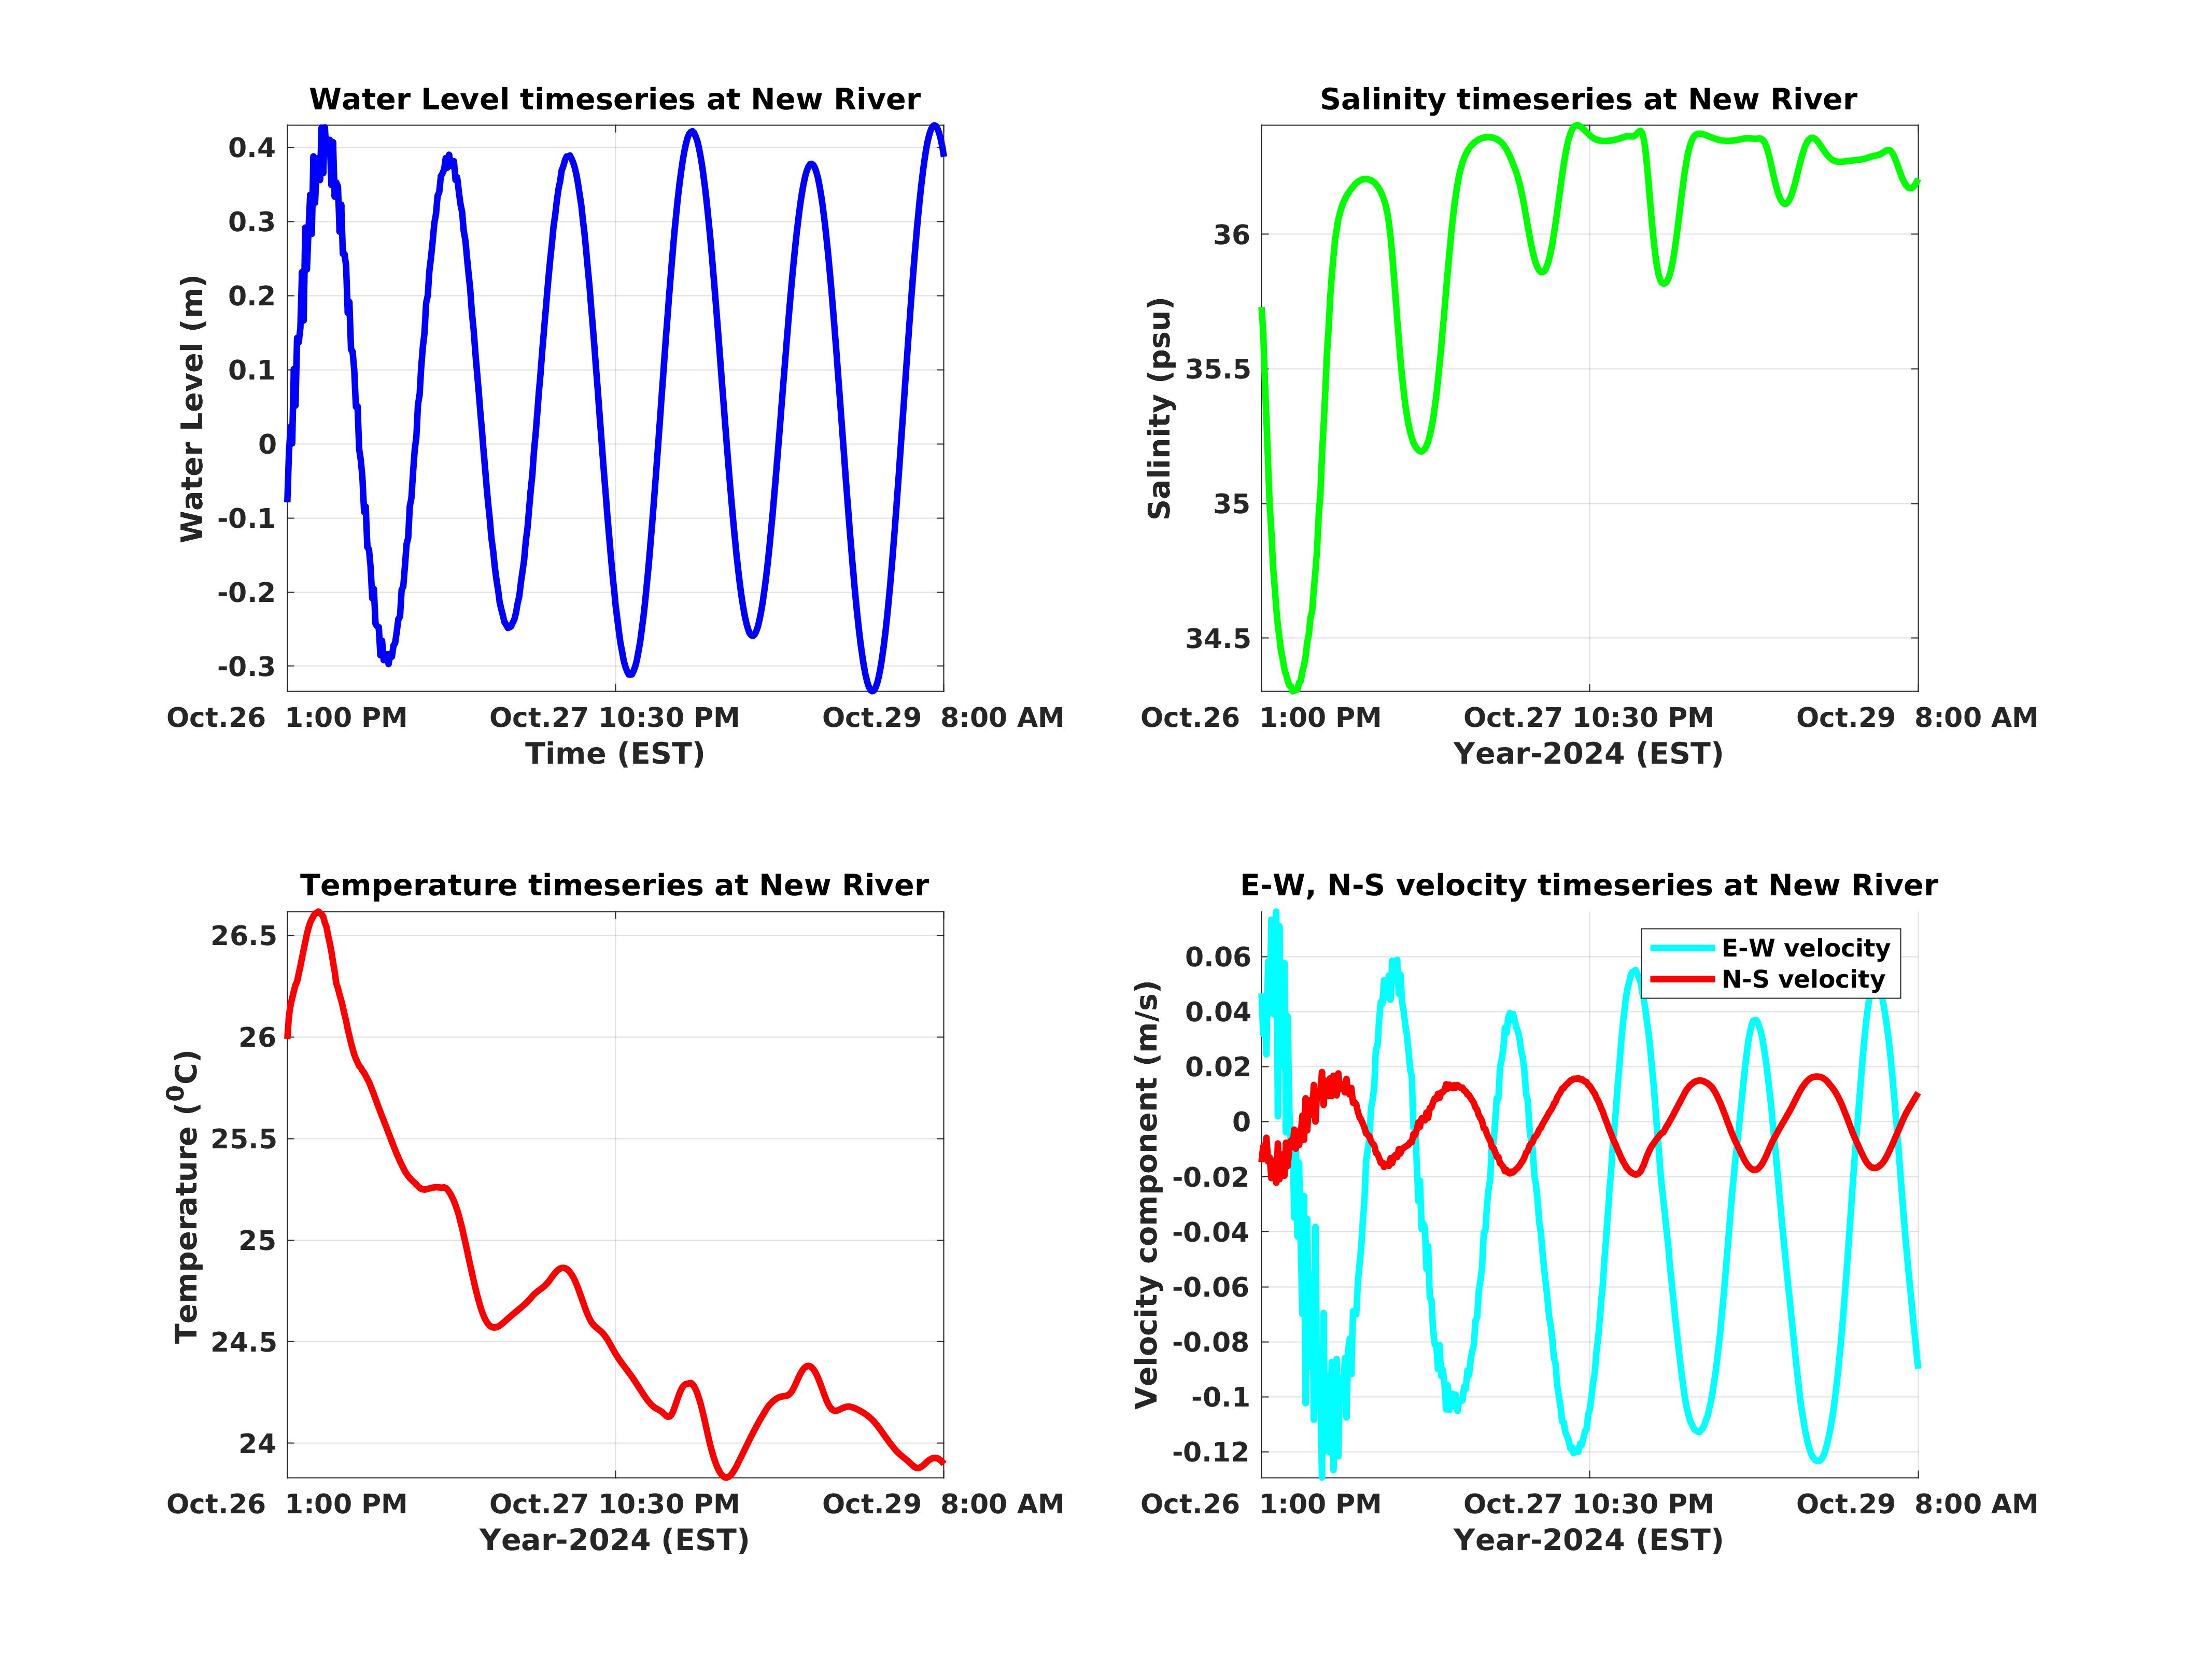 Water Level timeseries at New River
Water Level (m)
0.4
0.3
0.2
0.1
0
-0.1
-0.2
-0.3
Oct.26 1:00 PM
Oct.27 10:30 PM
Oct.29 8:00 AM
Time (EST)
Salinity timeseries at New River
Salinity (psu)
36
35.5
35
34.5
Oct.26 1:00 PM
Oct.27 10:30 PM
Oct.29 8:00 AM
Year-2024 (EST)
Temperature timeseries at New River
Temperature (⁰C)
26.5
26
25.5
25
24.5
24
Oct.26 1:00 PM
Oct.27 10:30 PM
Oct.29 8:00 AM
Year-2024 (EST)
E-W, N-S velocity timeseries at New River
Velocity component (m/s)
0.06
0.04
0.02
0
-0.02
-0.04
-0.06
-0.08
-0.1
-0.12
E-W velocity
N-S velocity
Oct.26 1:00 PM
Oct.27 10:30 PM
Oct.29 8:00 AM
Year-2024 (EST)